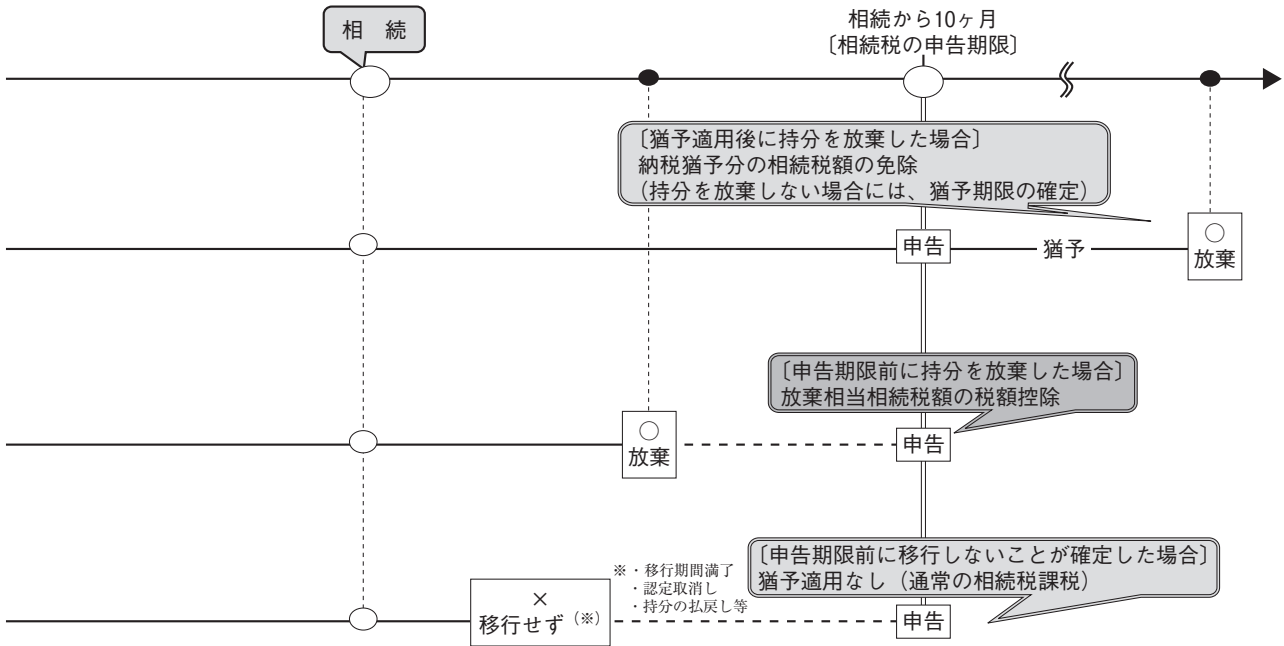 相　続
相続から10ヶ月
〔相続税の申告期限〕
〔猶予適用後に持分を放棄した場合〕
納税猶予分の相続税額の免除
（持分を放棄しない場合には、猶予期限の確定）
申告
猶予
○
放棄
〔申告期限前に持分を放棄した場合〕
放棄相当相続税額の税額控除
○
放棄
申告
〔申告期限前に移行しないことが確定した場合〕
猶予適用なし（通常の相続税課税）
×
移行せず（※）
※・移行期間満了
・認定取消し
・持分の払戻し等
申告